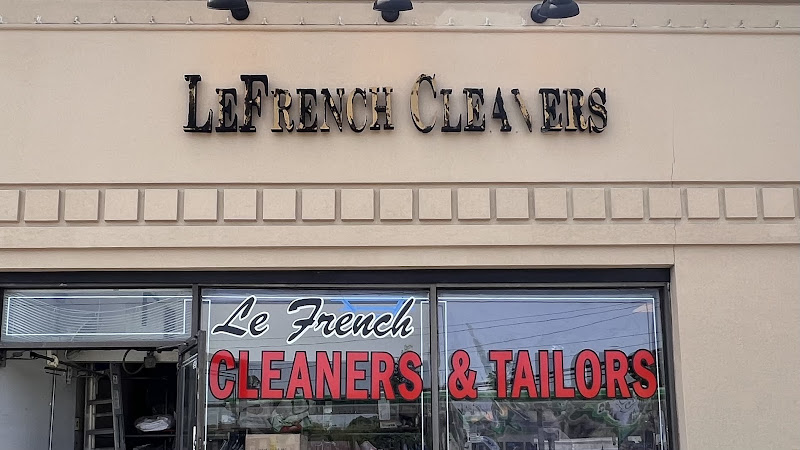 LEFRENCH CLEANERS
Le French
CLEANERS & TAILORS